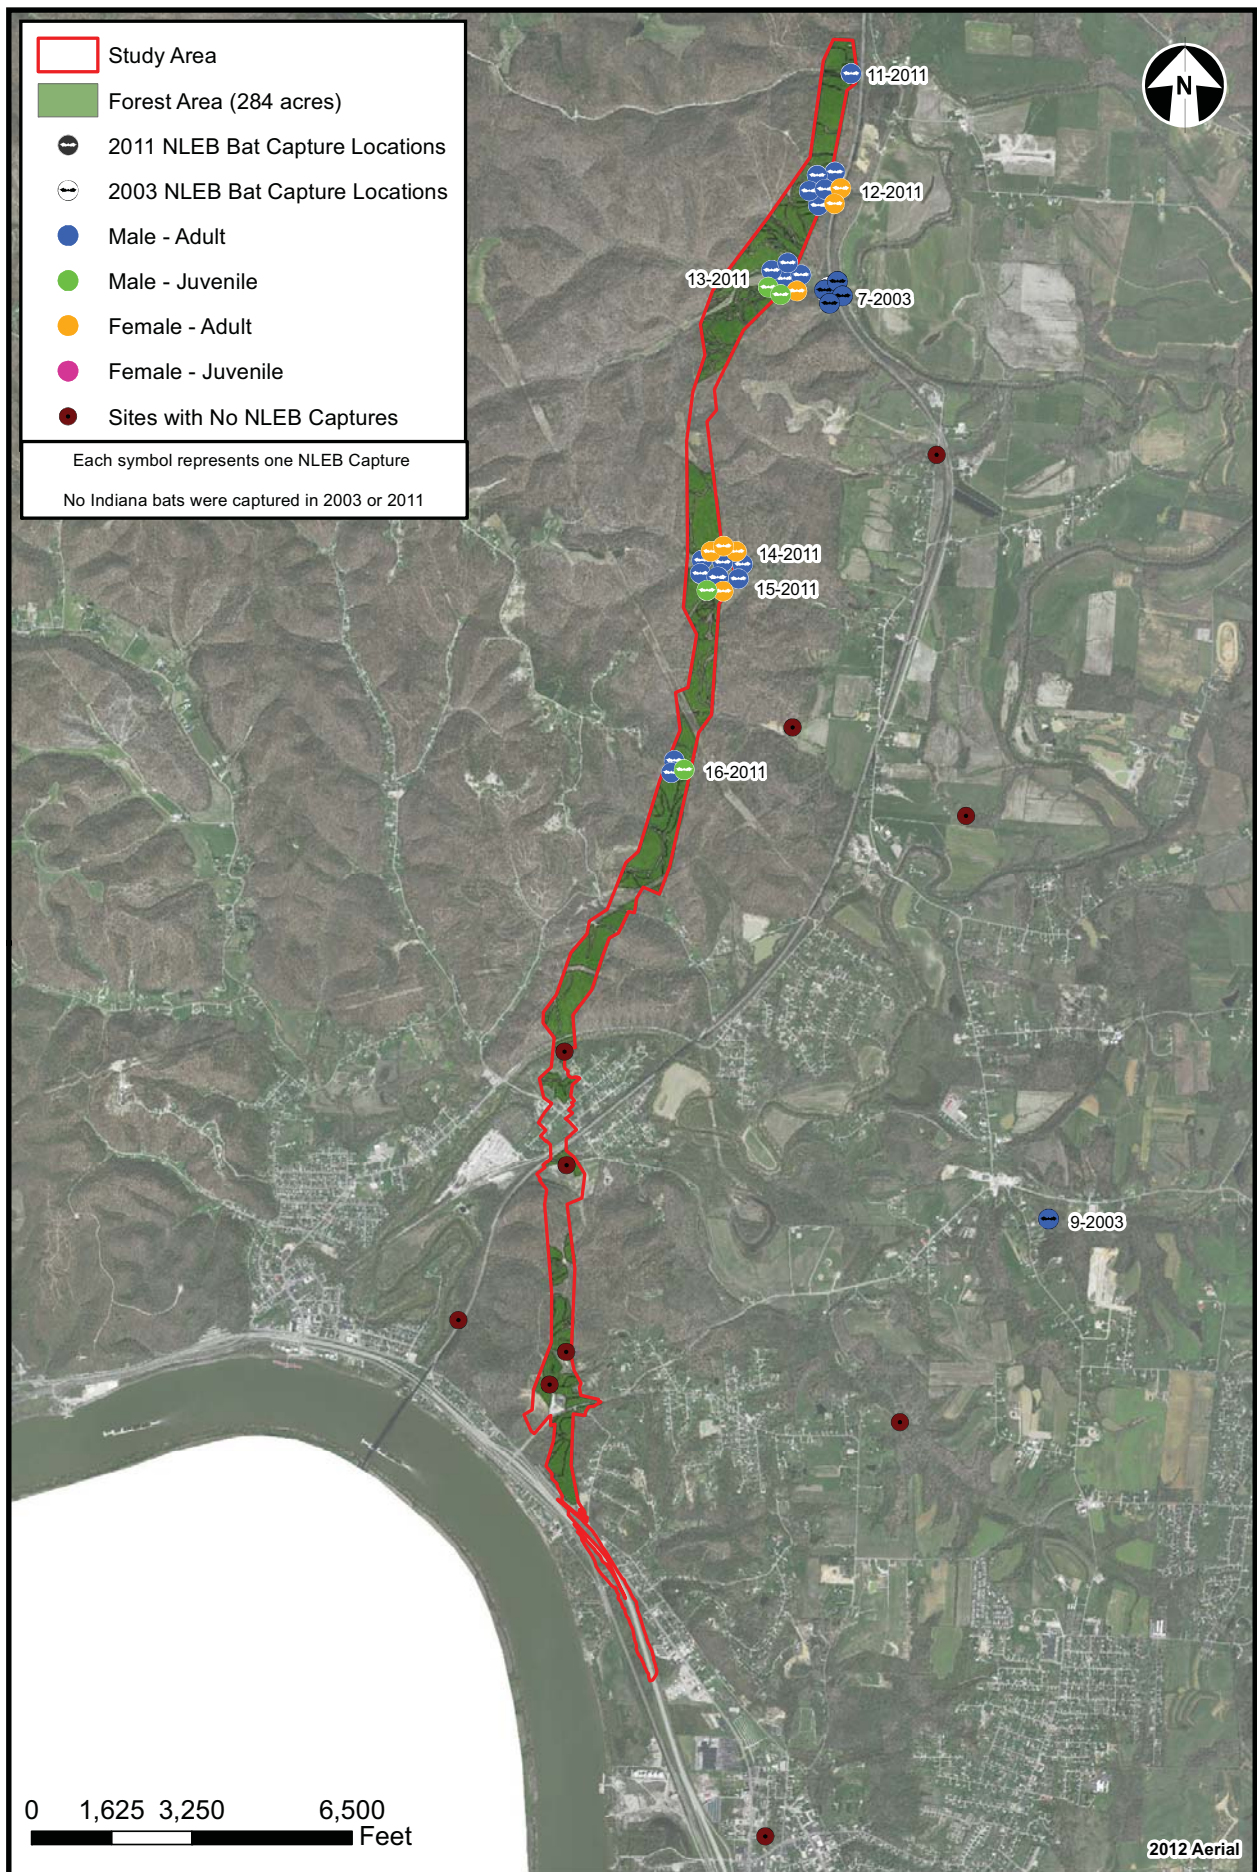 Study Area
Forest Area (284 acres)
2011 NLEB Bat Capture Locations
2003 NLEB Bat Capture Locations
Male - Adult
Male - Juvenile
Female - Adult
Female - Juvenile
Sites with No NLEB Captures
Each symbol represents one NLEB Capture
No Indiana bats were captured in 2003 or 2011
N
11-2011
12-2011
13-2011
7-2003
14-2011
15-2011
16-2011
9-2003
0 1,625 3,250 6,500
Feet
2012 Aerial